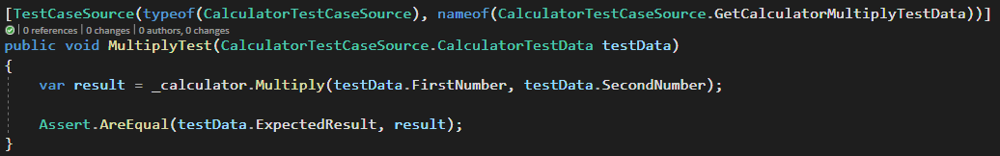 [TestCaseSource(typeof(CalculatorTestCaseSource), nameof(CalculatorTestCaseSource.GetCalculatorMultiplyTestData))]
| 0 references | 0 changes | 0 authors, 0 changes
public void MultiplyTest(CalculatorTestCaseSource.CalculatorTestData testData)
{
var result = _calculator.Multiply(testData.FirstNumber, testData.SecondNumber);
Assert.AreEqual(testData.ExpectedResult, result);
}